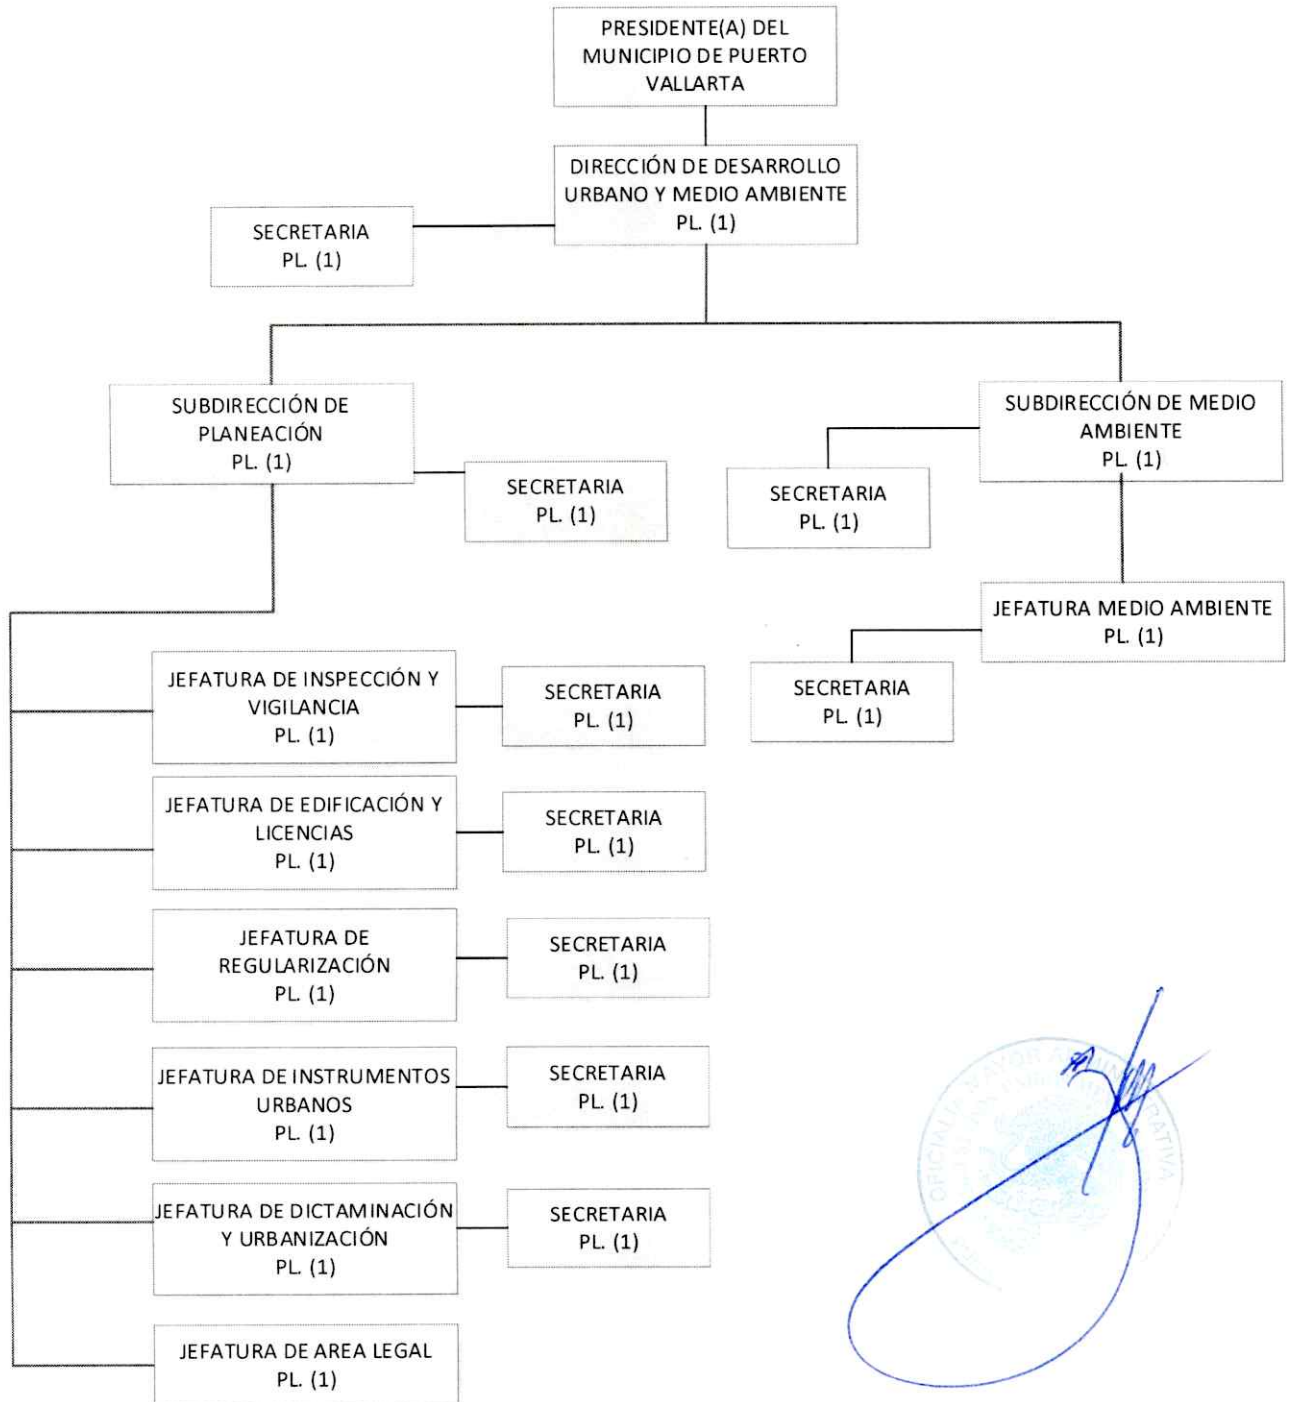 PRESIDENTE(A) DEL
MUNICIPIO DE PUERTO
VALLARTA
DIRECCIÓN DE DESARROLLO
URBANO Y MEDIO AMBIENTE
PL. (1)
SECRETARIA
PL. (1)
SUBDIRECCIÓN DE
PLANEACIÓN
PL. (1)
SECRETARIA
PL. (1)
SUBDIRECCIÓN DE MEDIO
AMBIENTE
PL. (1)
SECRETARIA
PL. (1)
JEFATURA MEDIO AMBIENTE
PL. (1)
SECRETARIA
PL. (1)
JEFATURA DE INSPECCIÓN Y
VIGILANCIA
PL. (1)
SECRETARIA
PL. (1)
JEFATURA DE EDIFICACIÓN Y
LICENCIAS
PL. (1)
SECRETARIA
PL. (1)
JEFATURA DE
REGULARIZACIÓN
PL. (1)
SECRETARIA
PL. (1)
JEFATURA DE INSTRUMENTOS
URBANOS
PL. (1)
SECRETARIA
PL. (1)
JEFATURA DE DICTAMINACIÓN
Y URBANIZACIÓN
PL. (1)
SECRETARIA
PL. (1)
JEFATURA DE AREA LEGAL
PL. (1)
OFICIALIA MAYOR ADMINISTRATIVA